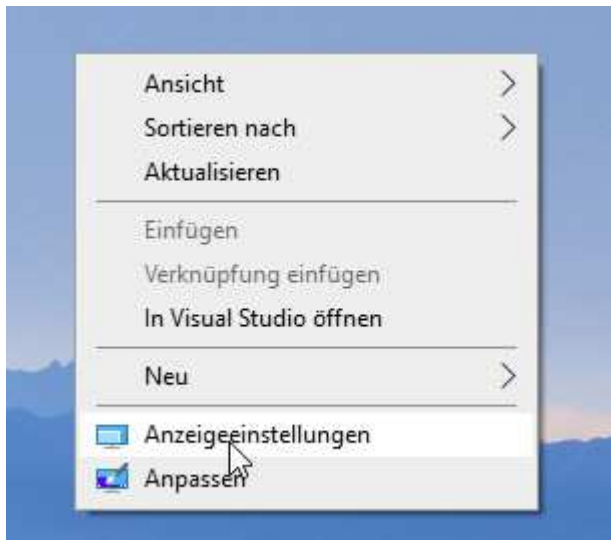 Ansicht
Sortieren nach
Aktualisieren
Einfügen
Verknüpfung einfügen
In Visual Studio öffnen
Neu
Anzeigeeinstellungen
Anpassen